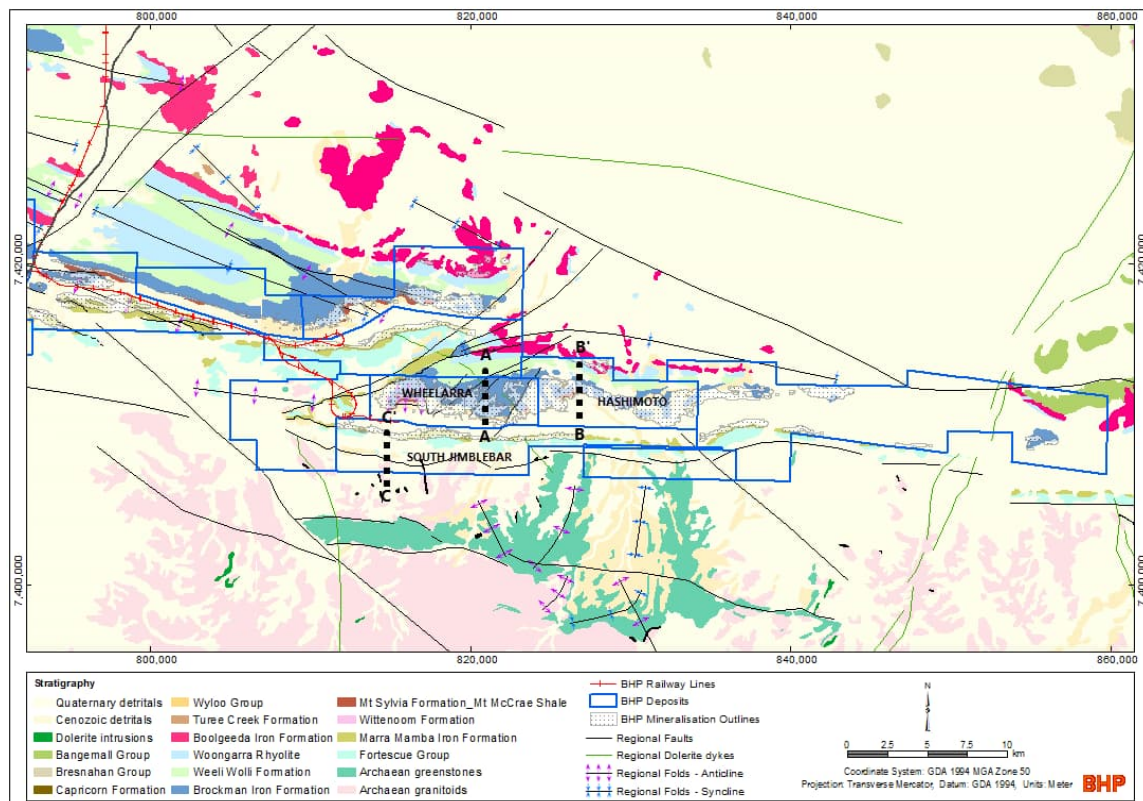 800,000 820,000 840,000 860,000
7,420,000 7,420,000
B'
A'
WHEELARRA HASHIMOTO
C'
A B
SOUTH JIMBLEBAR
C
7,400,000 7,400,000
800,000 820,000 840,000 860,000
Stratigraphy
Quaternary detritals
Cenozoic detritals
Dolerite intrusions
Bangemall Group
Bresnahan Group
Capricorn Formation
Wyloo Group
Turee Creek Formation
Boolgeeda Iron Formation
Woongarra Rhyolite
Weeli Wolli Formation
Brockman Iron Formation
Mt Sylvia Formation_Mt McCrae Shale
Wittenoom Formation
Marra Mamba Iron Formation
Fortescue Group
Archaean greenstones
Archaean granitoids
BHP Railway Lines
BHP Deposits
BHP Mineralisation Outlines
Regional Faults
Regional Dolerite dykes
Regional Folds - Anticline
Regional Folds - Syncline
N
0 2.5 5 7.5 10
km
Coordinate System: GDA 1994 MGA Zone 50
Projection: Transverse Mercator, Datum: GDA 1994, Units: Meter
BHP